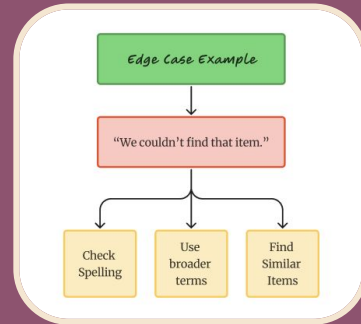 Edge Case Example
“We couldn’t find that item.”
Check
Spelling
Use
broader
terms
Find
Similar
Items